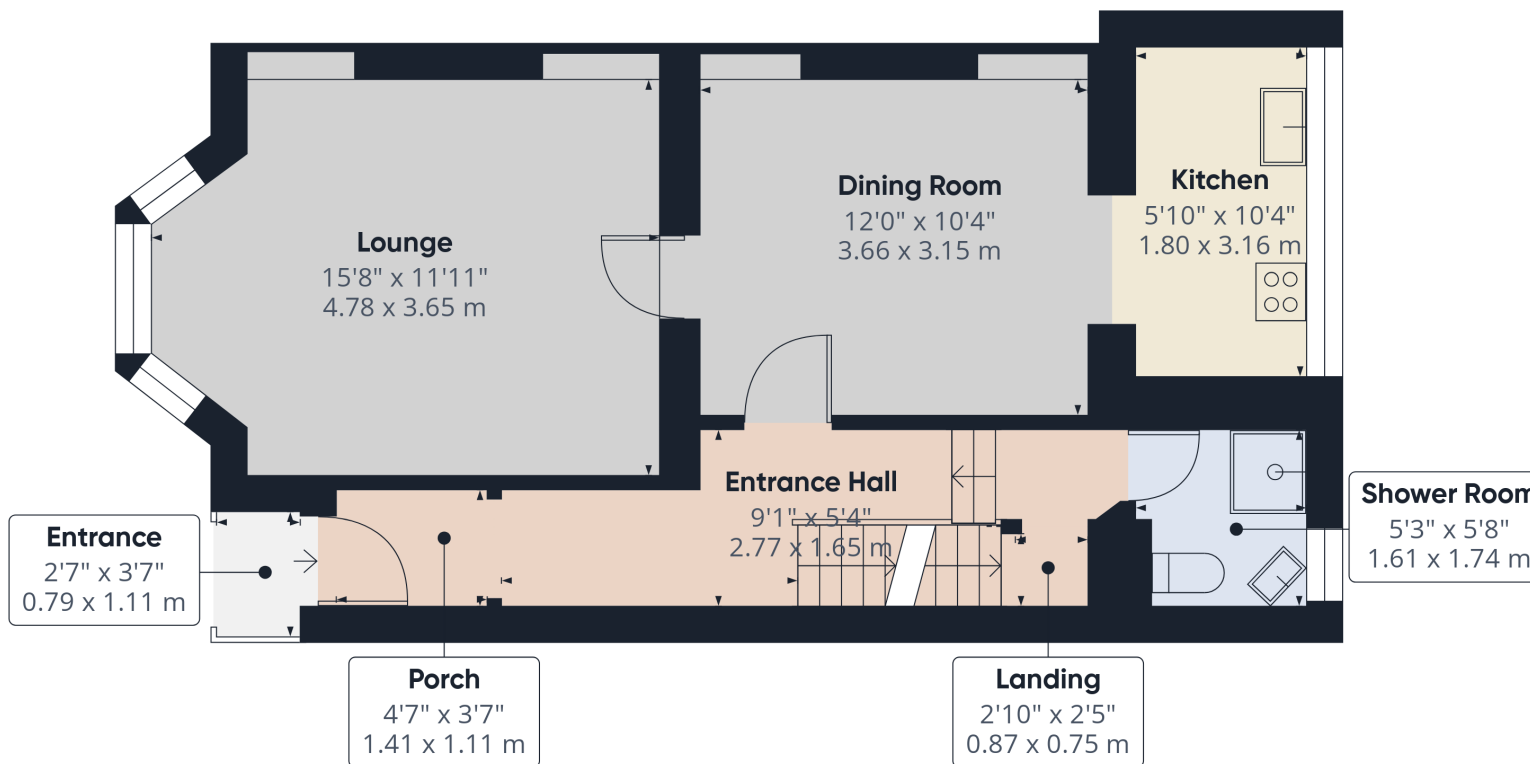 Lounge
15'8" x 11'11"
4.78 x 3.65 m
Dining Room
12'0" x 10'4"
3.66 x 3.15 m
Kitchen
5'10" x 10'4"
1.80 x 3.16 m
Entrance Hall
9'1" x 5'4"
2.77 x 1.65 m
Entrance
2'7" x 3'7"
0.79 x 1.11 m
Shower Room
5'3" x 5'8"
1.61 x 1.74 m
Porch
4'7" x 3'7"
1.41 x 1.11 m
Landing
2'10" x 2'5"
0.87 x 0.75 m